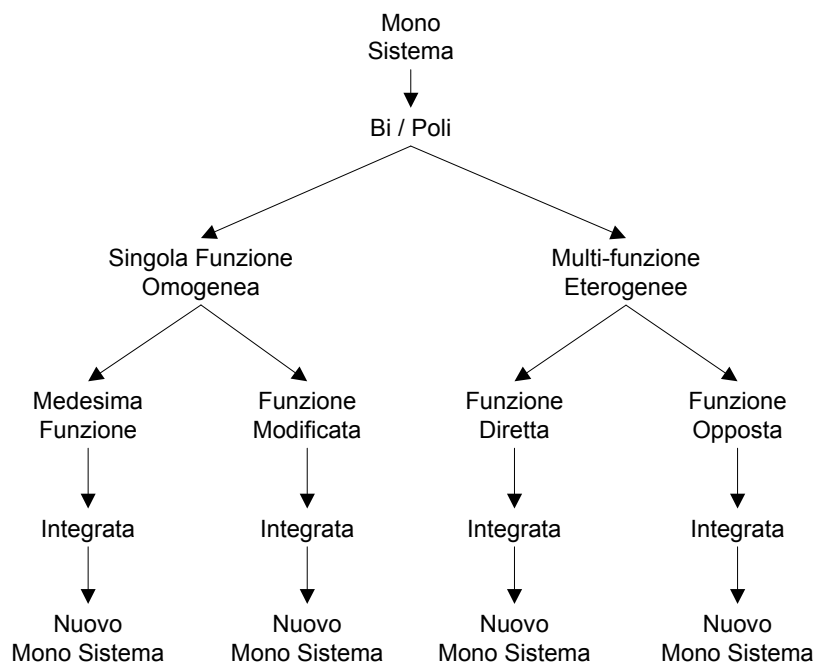 Mono
Sistema
Bi / Poli
Singola Funzione
Omogenea
Multi-funzione
Eterogenee
Medesima
Funzione
Funzione
Modificata
Funzione
Diretta
Funzione
Opposta
Integrata
Integrata
Integrata
Integrata
Nuovo
Mono Sistema
Nuovo
Mono Sistema
Nuovo
Mono Sistema
Nuovo
Mono Sistema